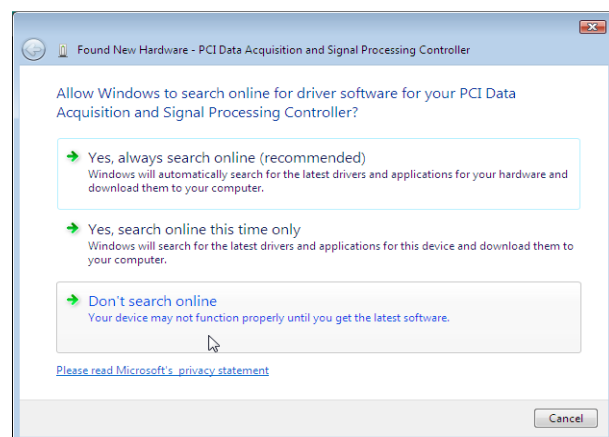 Found New Hardware - PCI Data Acquisition and Signal Processing Controller
Allow Windows to search online for driver software for your PCI Data
Acquisition and Signal Processing Controller?
Yes, always search online (recommended)
Windows will automatically search for the latest drivers and applications for your hardware and
download them to your computer.
Yes, search online this time only
Windows will search for the latest drivers and applications for this device and download them to
your computer.
Don't search online
Your device may not function properly until you get the latest software.
Please read Microsoft's privacy statement
Cancel